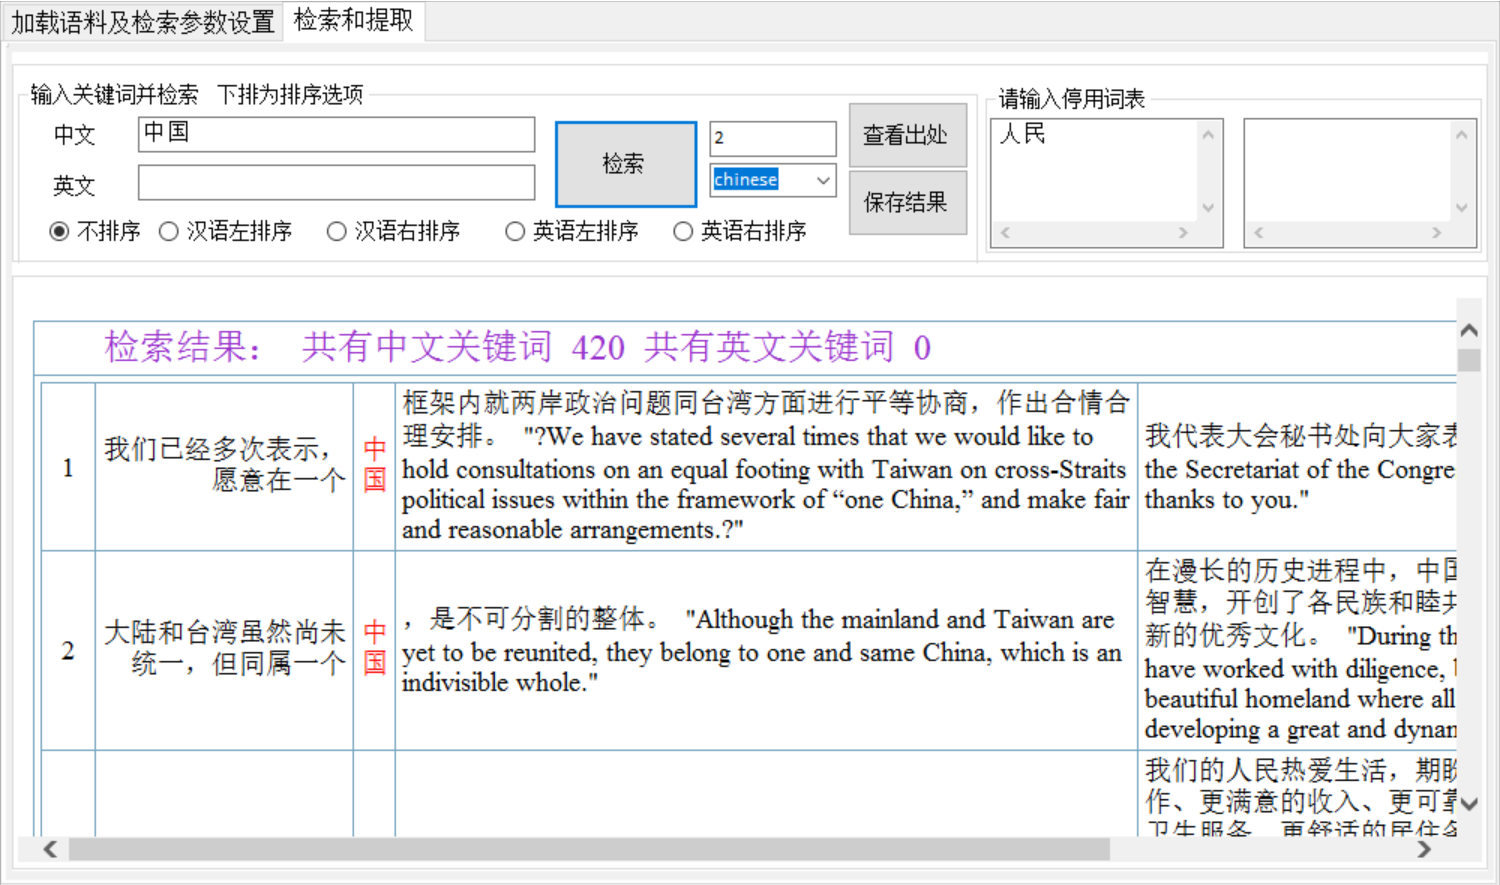 加载语料及检索参数设置 检索和提取
输入关键词并检索 下排为排序选项
请输入停用词表
中文 中国
检索
2
查看出处
人民
英文
chinese
保存结果
不排序 汉语左排序 汉语右排序 英语左排序 英语右排序
检索结果： 共有中文关键词 420 共有英文关键词 0
1
我们已经多次表示，
愿意在一个
中
国
框架内就两岸政治问题同台湾方面进行平等协商，作出合情合
理安排。 "?We have stated several times that we would like to
hold consultations on an equal footing with Taiwan on cross-Straits
political issues within the framework of “one China,” and make fair
and reasonable arrangements.?"
我代表大会秘书处向大家表
the Secretariat of the Congre
thanks to you."
2
大陆和台湾虽然尚未
统一，但同属一个
中
国
，是不可分割的整体。 "Although the mainland and Taiwan are
yet to be reunited, they belong to one and same China, which is an
indivisible whole."
在漫长的历史进程中，中国
智慧，开创了各民族和睦共
新的优秀文化。 "During th
have worked with diligence,
beautiful homeland where all
developing a great and dynan
我们的人民热爱生活，期盼
作、更满意的收入、更可靠
卫生服务、更舒适的居住条